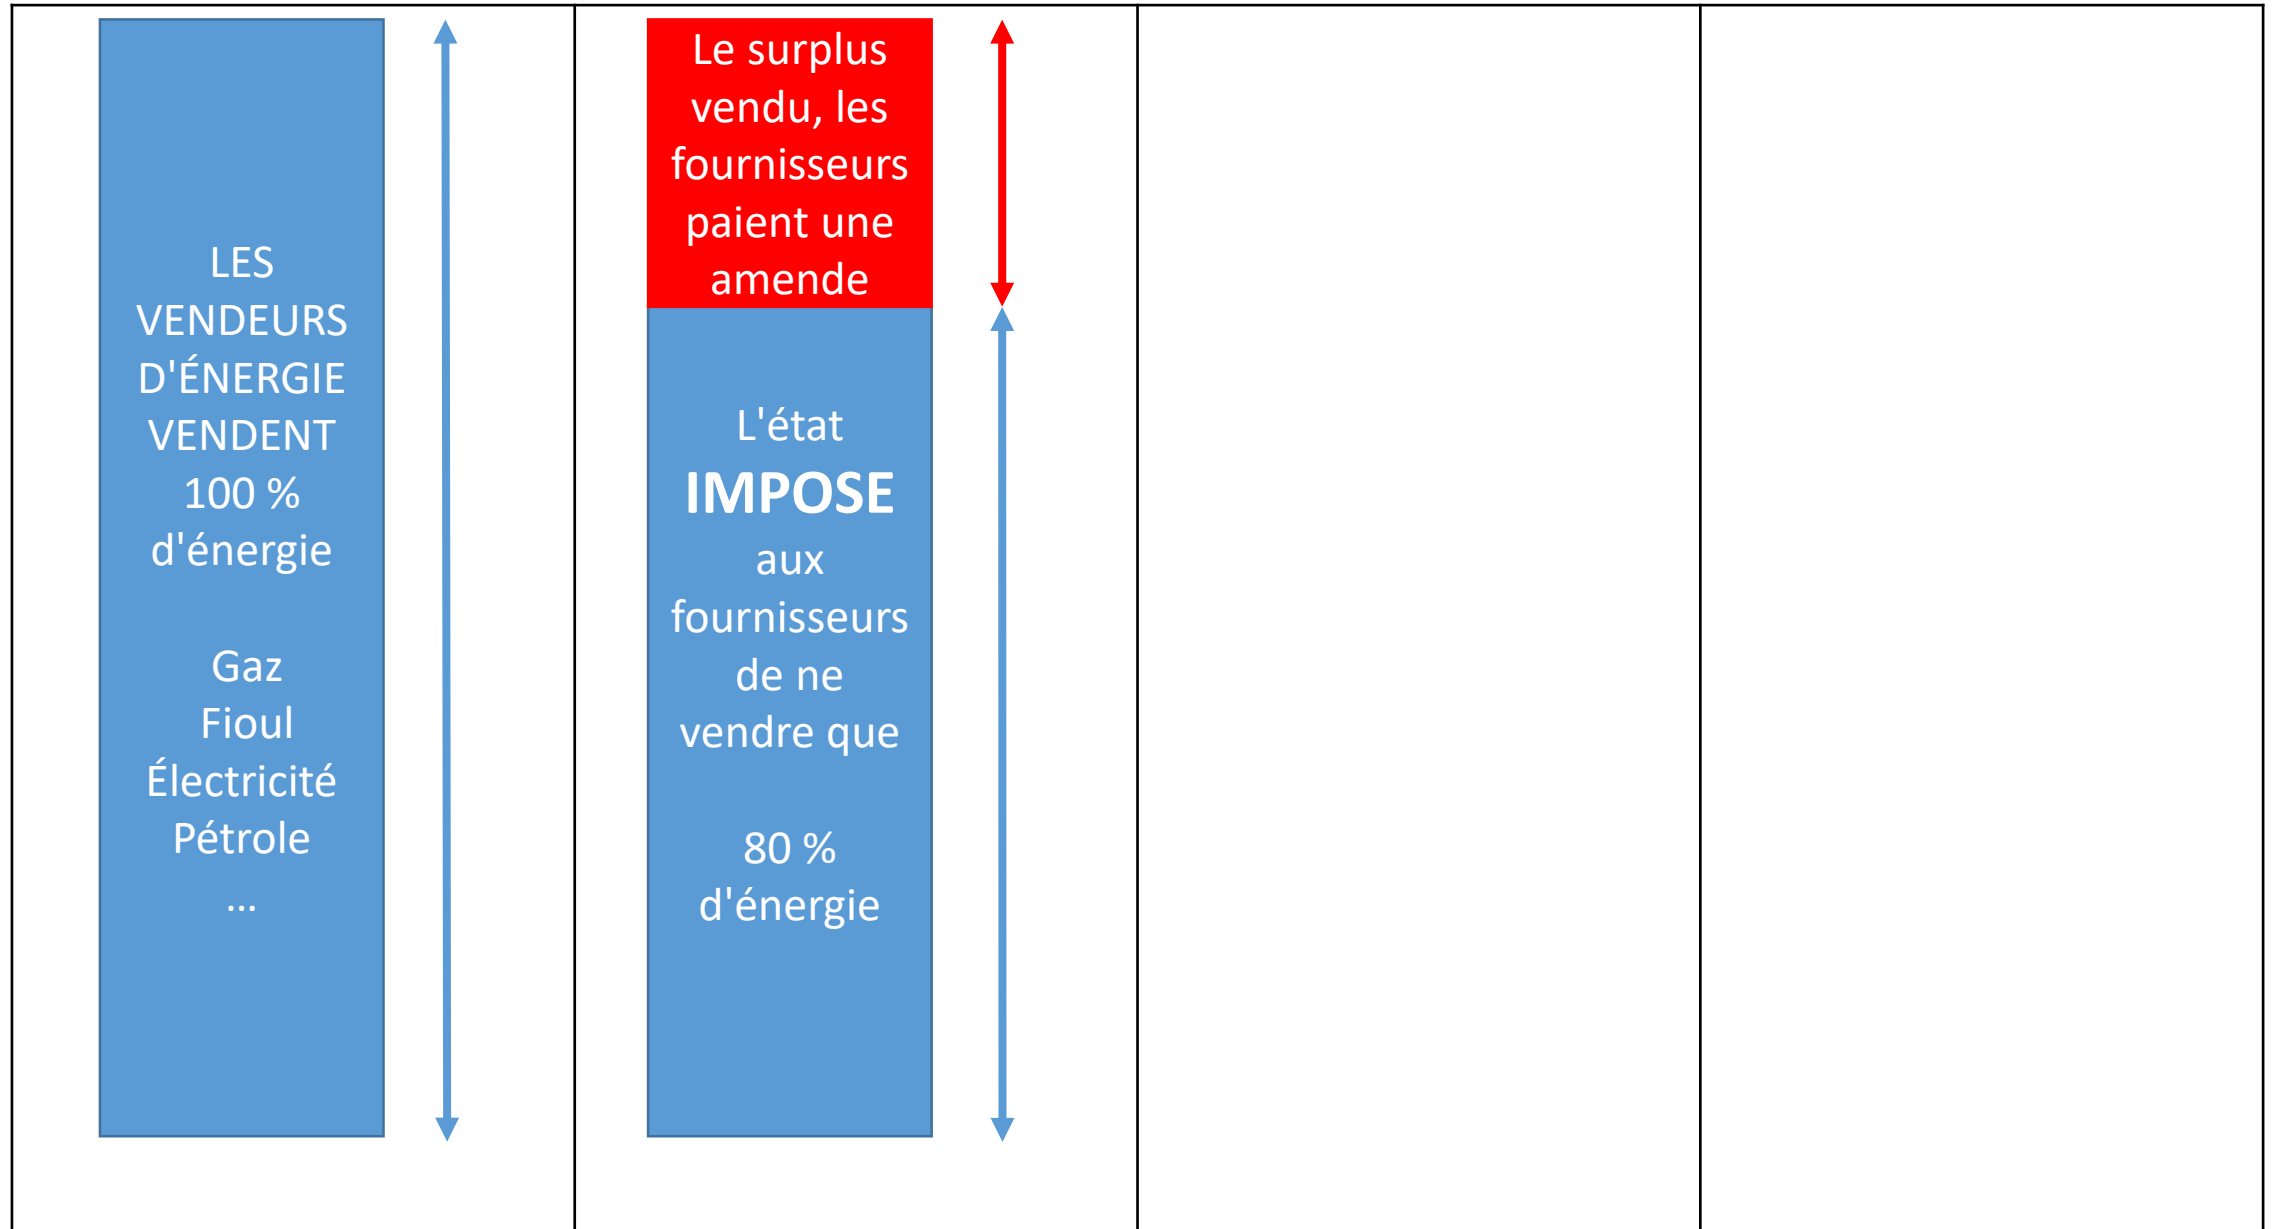 LES
VENDEURS
D'ÉNERGIE
VENDENT
100 %
d'énergie
Gaz
Fioul
Électricité
Pétrole
…
Le surplus
vendu, les
fournisseurs
paient une
amende
L'état
IMPOSE
aux
fournisseurs
de ne
vendre que
80 %
d'énergie